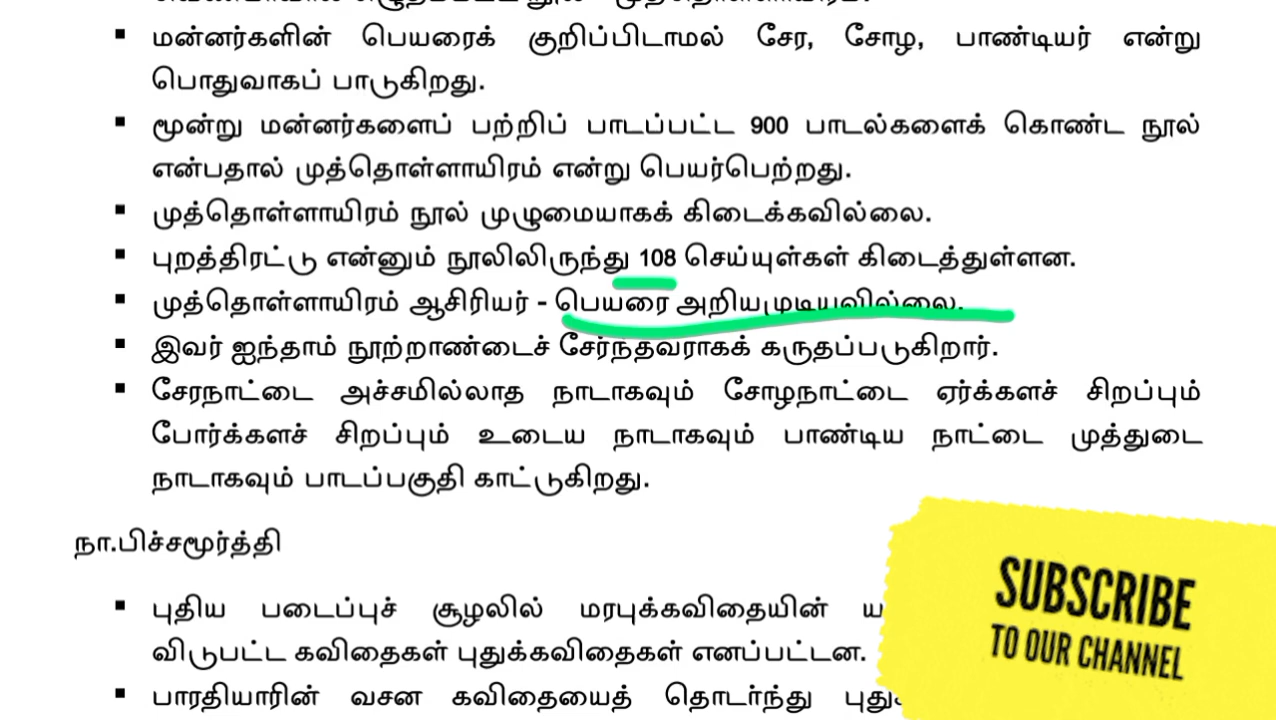 ▪ மன்னர்களின் பெயரைக் குறிப்பிடாமல் சேர, சோழ, பாண்டியர் என்று
பொதுவாகப் பாடுகிறது.
▪ மூன்று மன்னர்களைப் பற்றிப் பாடப்பட்ட 900 பாடல்களைக் கொண்ட நூல்
என்பதால் முத்தொள்ளாயிரம் என்று பெயர்பெற்றது.
▪ முத்தொள்ளாயிரம் நூல் முழுமையாகக் கிடைக்கவில்லை.
▪ புறத்திரட்டு என்னும் நூலிலிருந்து 108 செய்யுள்கள் கிடைத்துள்ளன.
▪ முத்தொள்ளாயிரம் ஆசிரியர் - பெயரை அறியமுடியவில்லை.
▪ இவர் ஐந்தாம் நூற்றாண்டைச் சேர்ந்தவராகக் கருதப்படுகிறார்.
▪ சேரநாட்டை அச்சமில்லாத நாடாகவும் சோழநாட்டை ஏர்க்களச் சிறப்பும்
போர்க்களச் சிறப்பும் உடைய நாடாகவும் பாண்டிய நாட்டை முத்துடை
நாடாகவும் பாடப்பகுதி காட்டுகிறது.
நா.பிச்சமூர்த்தி
▪ புதிய படைப்புச் சூழலில் மரபுக்கவிதையின்
விடுபட்ட கவிதைகள் புதுக்கவிதைகள் எனப்பட்டன.
▪ பாரதியாரின் வசன கவிதையைத் தொடர்ந்து
SUBSCRIBE
TO OUR CHANNEL